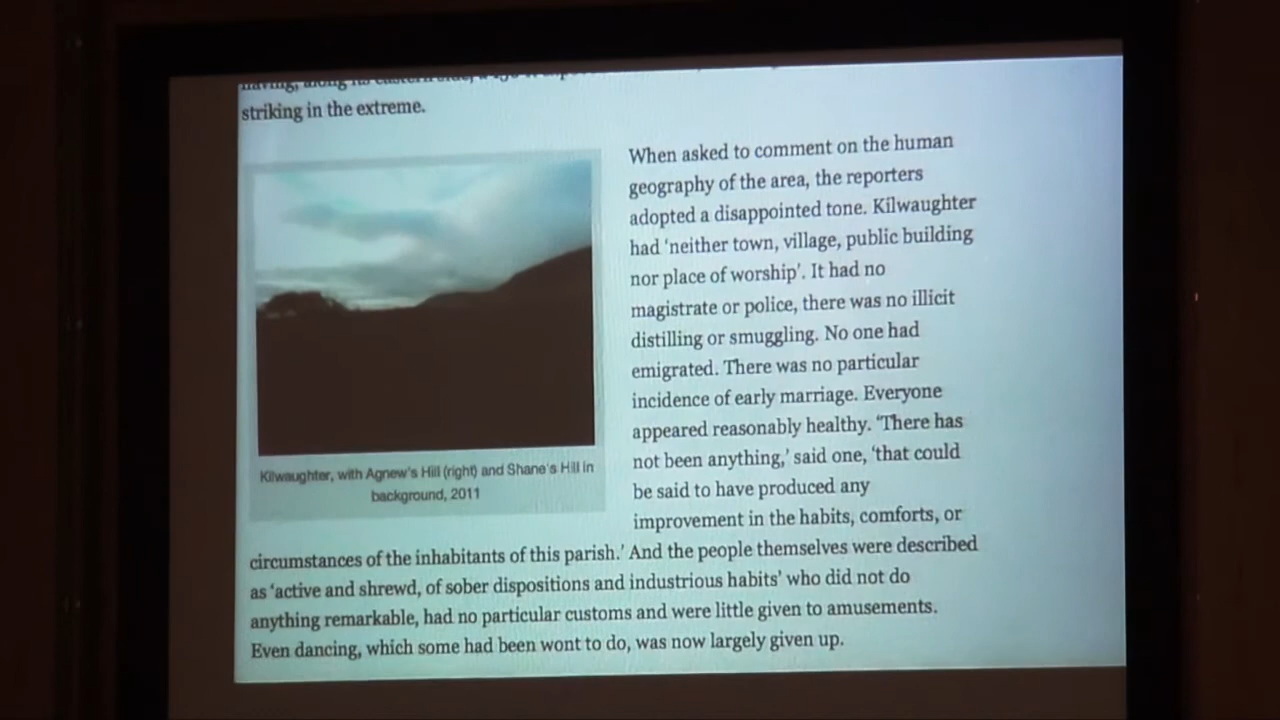 striking in the extreme.
When asked to comment on the human
geography of the area, the reporters
adopted a disappointed tone. Kilwaughter
had ‘neither town, village, public building
nor place of worship’. It had no
magistrate or police, there was no illicit
distilling or smuggling. No one had
emigrated. There was no particular
incidence of early marriage. Everyone
appeared reasonably healthy. ‘There has
not been anything,’ said one, ‘that could
be said to have produced any
improvement in the habits, comforts, or
circumstances of the inhabitants of this parish.’ And the people themselves were described
as ‘active and shrewd, of sober dispositions and industrious habits’ who did not do
anything remarkable, had no particular customs and were little given to amusements.
Even dancing, which some had been wont to do, was now largely given up.
Kilwaughter, with Agnew's Hill (right) and Shane's Hill in
background, 2011